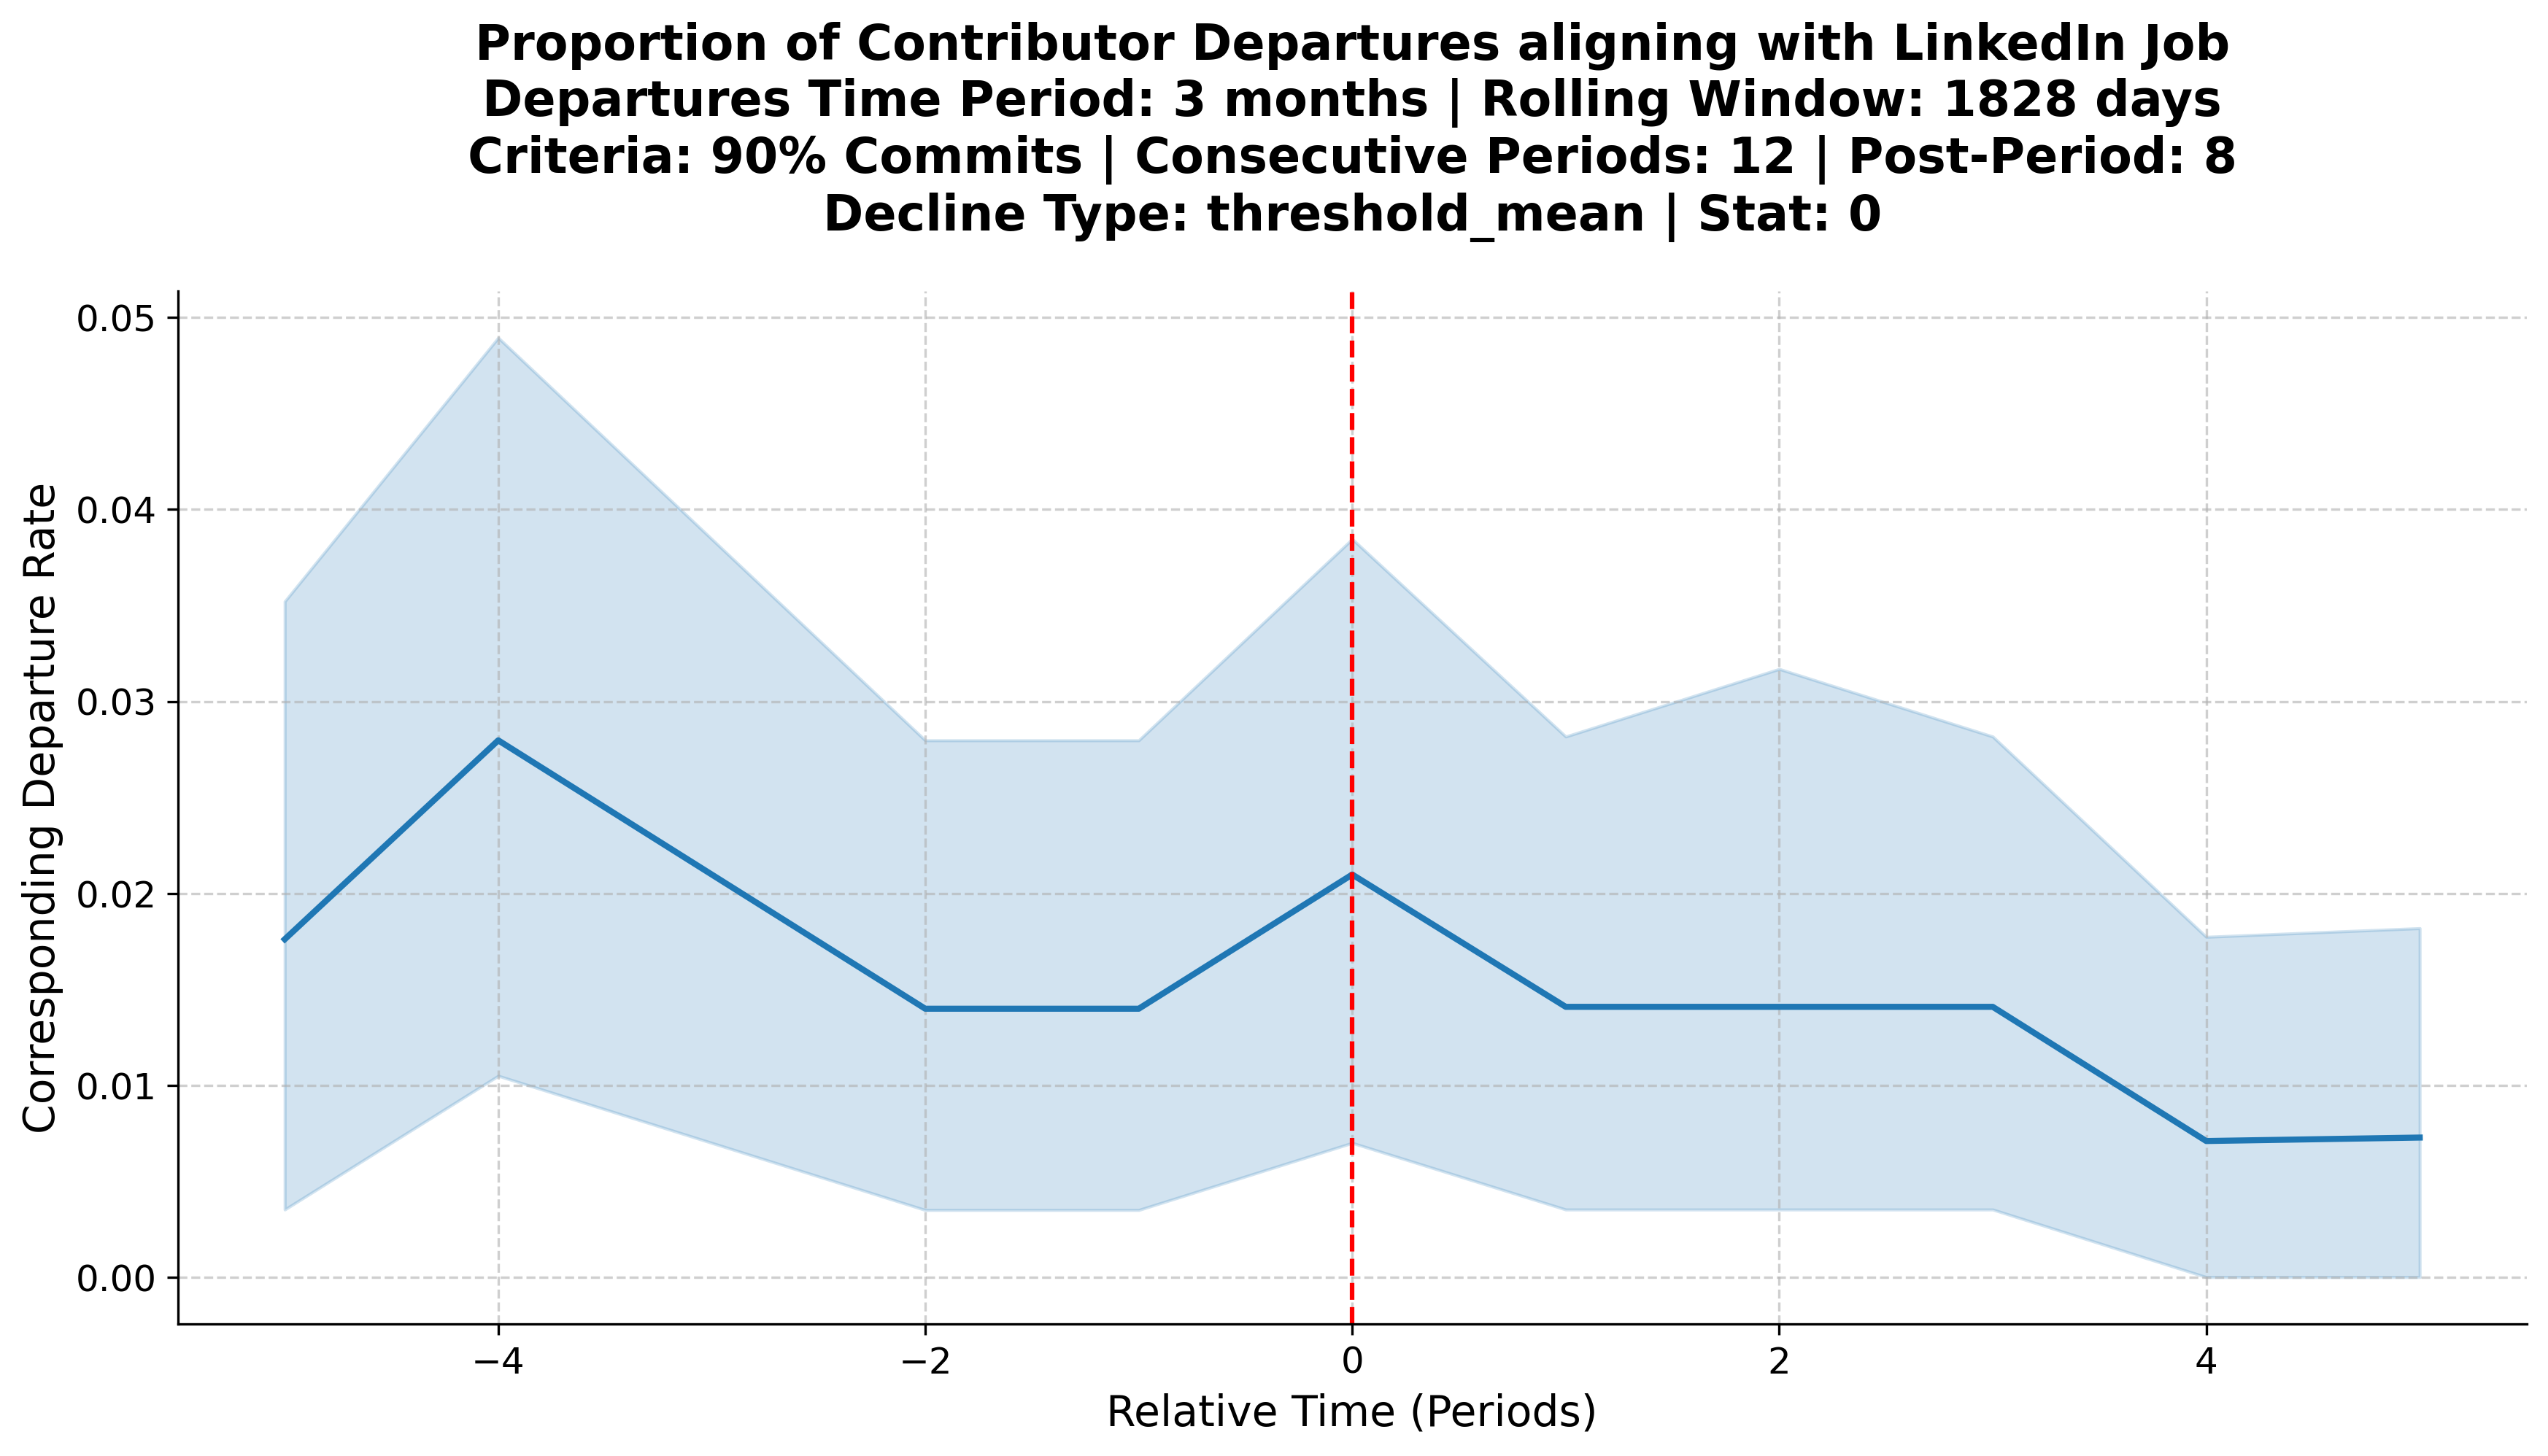 Proportion of Contributor Departures aligning with LinkedIn Job
Departures Time Period: 3 months | Rolling Window: 1828 days
Criteria: 90% Commits | Consecutive Periods: 12 | Post-Period: 8
Decline Type: threshold_mean | Stat: 0
Corresponding Departure Rate
0.05
0.04
0.03
0.02
0.01
0.00
−4
−2
0
2
4
Relative Time (Periods)